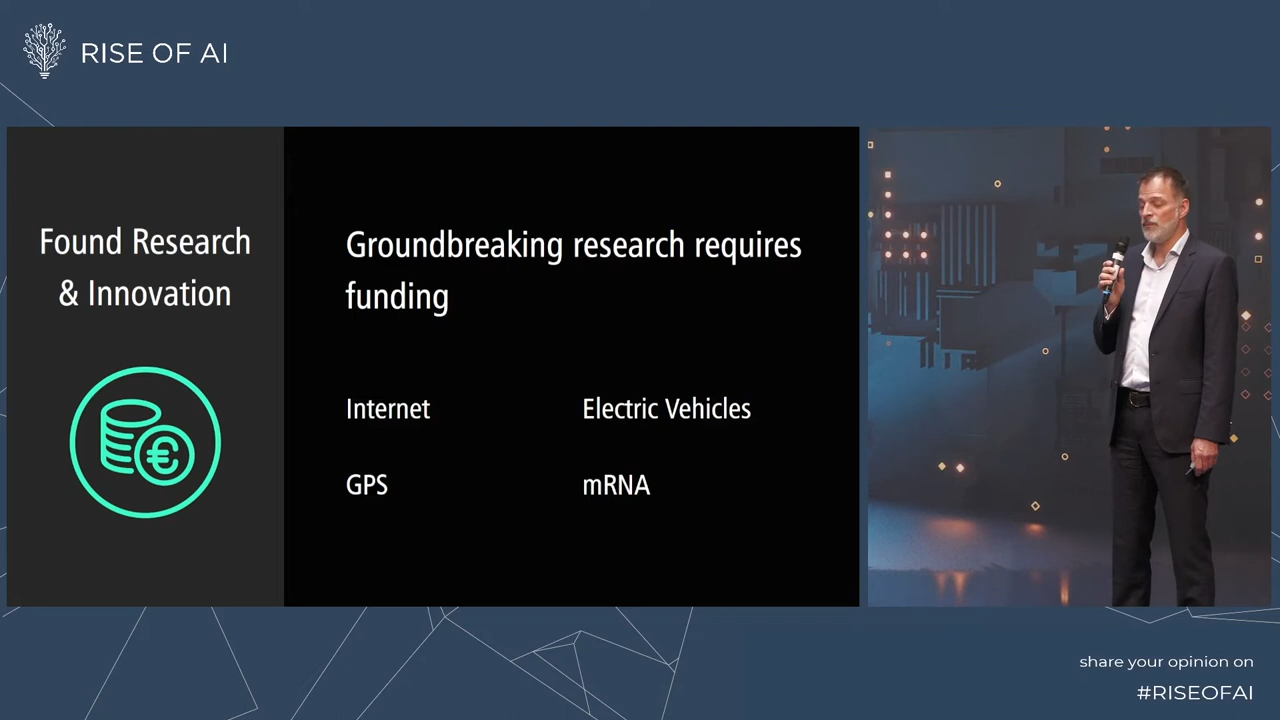 RISE OF AI
Found Research
& Innovation
Groundbreaking research requires
funding
Internet
Electric Vehicles
GPS
mRNA
share your opinion on
#RISEOFAI